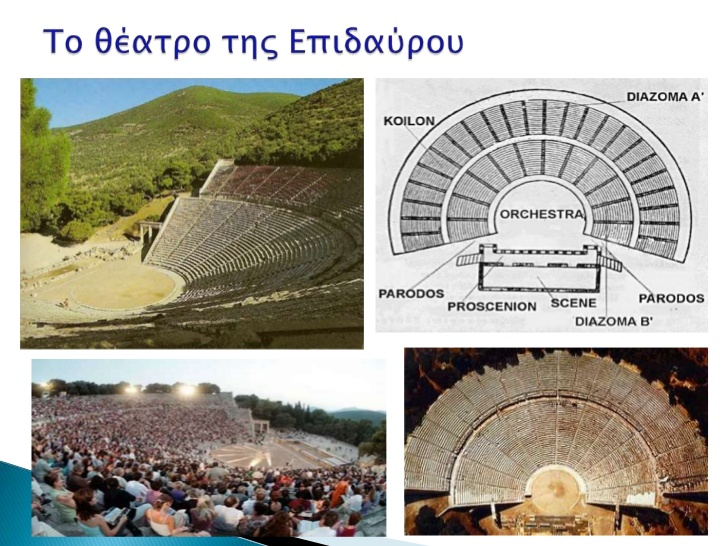 Το θέατρο της Επιδαύρου
DIAZOMA A'
KOILON
ORCHESTRA
PARODOS
PROSCENION
SCENE
PARODOS
DIAZOMA B'